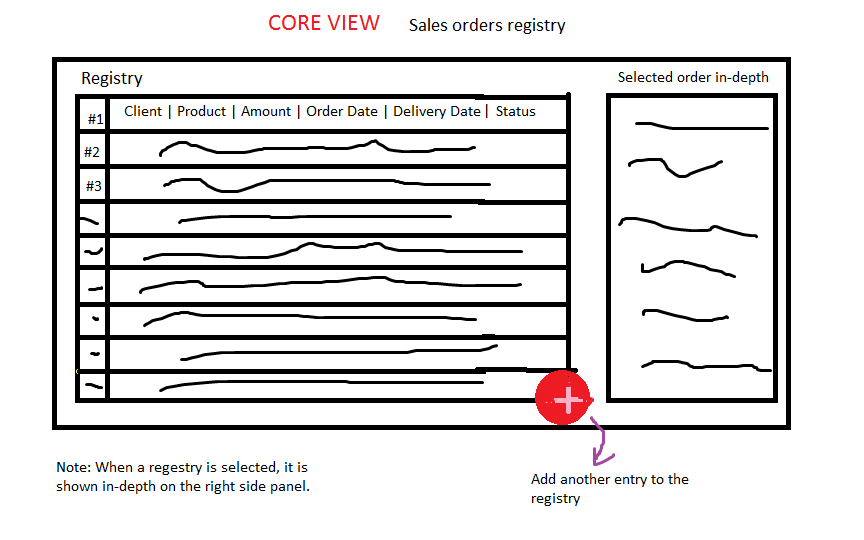 CORE VIEW Sales orders registry
Registry
Selected order in-depth
#1 Client | Product | Amount | Order Date | Delivery Date | Status
#2
#3
+
Note: When a regestry is selected, it is
shown in-depth on the right side panel.
Add another entry to the
registry